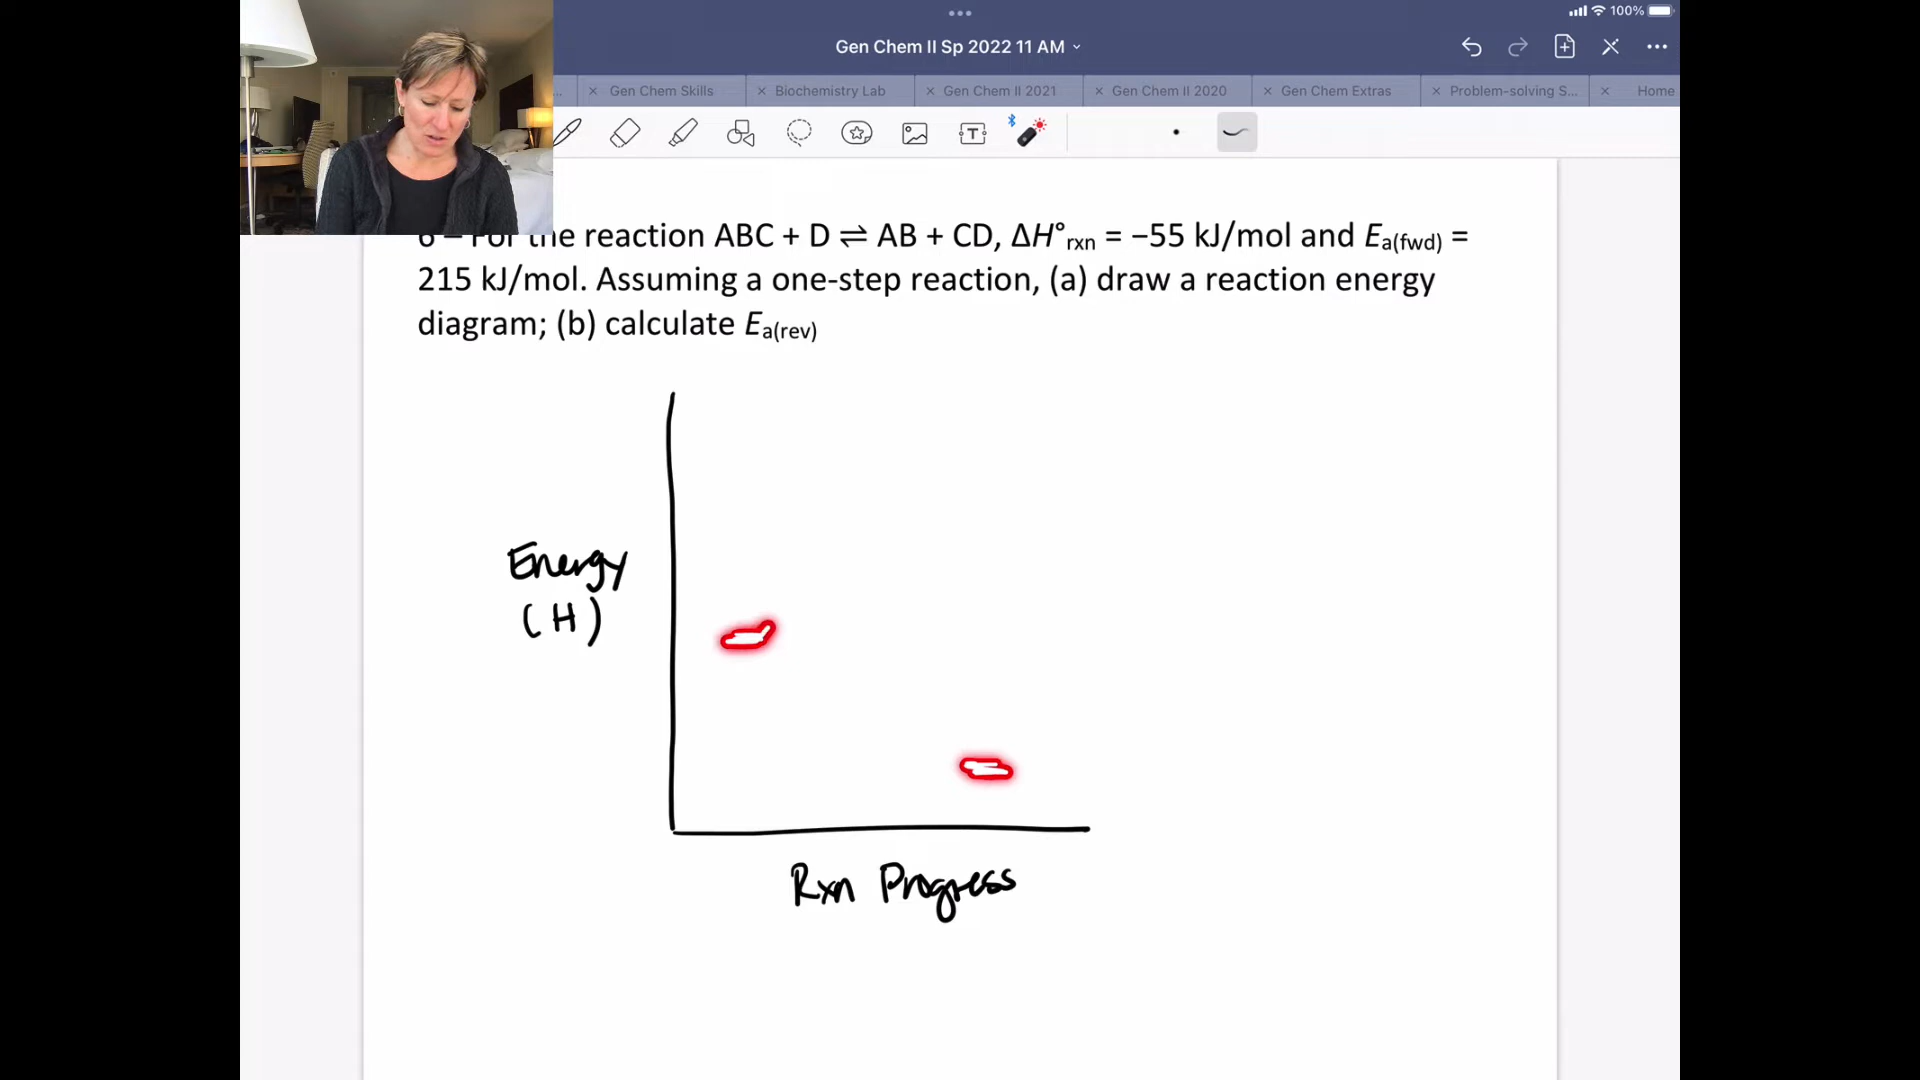 100%
Gen Chem II Sp 2022 11 AM
... × Gen Chem Skills × Biochemistry Lab × Gen Chem II 2021 × Gen Chem II 2020 × Gen Chem Extras × Problem-solving S... × Home
T
6 – For the reaction ABC + D ⇌ AB + CD, ΔH°rxn = −55 kJ/mol and Ea(fwd) =
215 kJ/mol. Assuming a one-step reaction, (a) draw a reaction energy
diagram; (b) calculate Ea(rev)
Energy
(H)
Rxn Progress